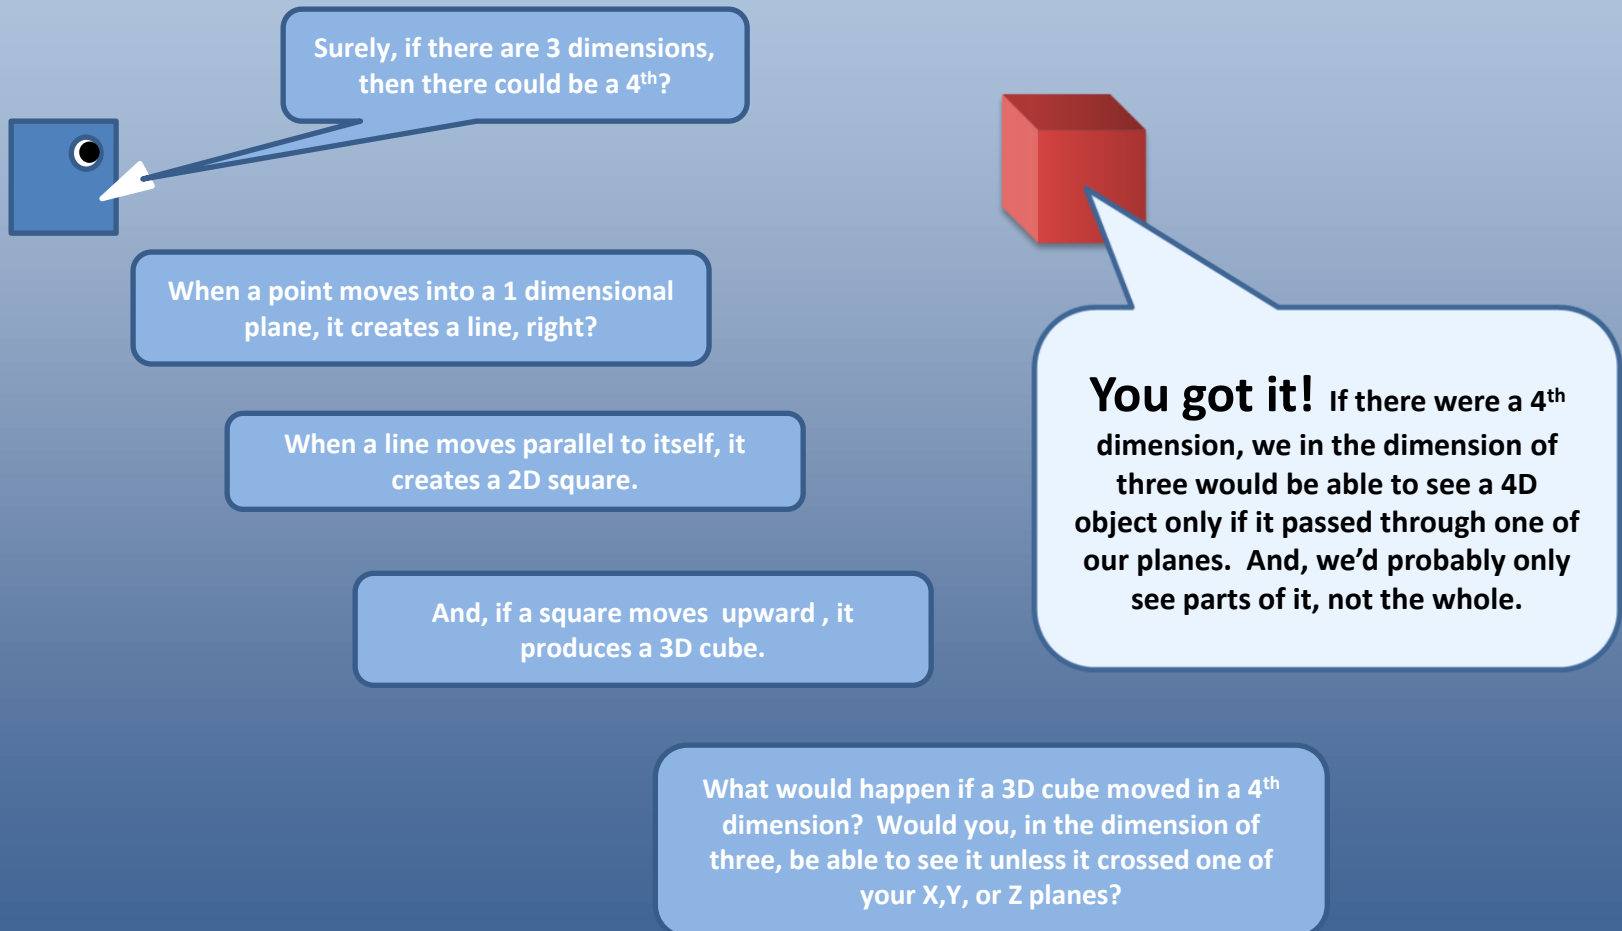 Surely, if there are 3 dimensions,
then there could be a 4th?
When a point moves into a 1 dimensional
plane, it creates a line, right?
When a line moves parallel to itself, it
creates a 2D square.
And, if a square moves  upward , it
produces a 3D cube.
What would happen if a 3D cube moved in a 4th
dimension?  Would you, in the dimension of
three, be able to see it unless it crossed one of
your X,Y, or Z planes?
You got it! If there were a 4th
dimension, we in the dimension of
three would be able to see a 4D
object only if it passed through one of
our planes.  And, we’d probably only
see parts of it, not the whole.